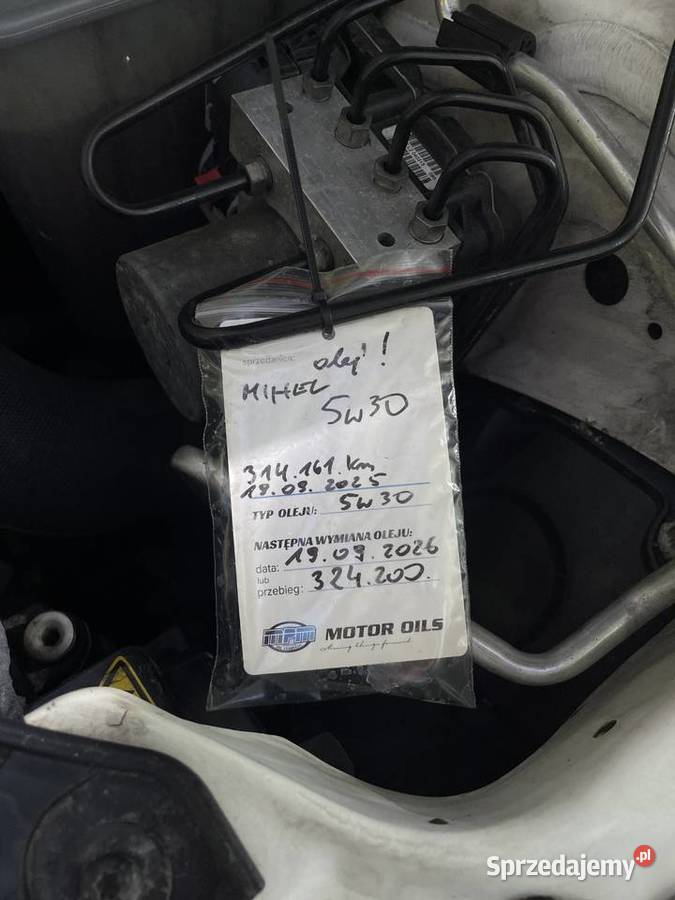 sprzedawca: olej!
MIHEL
5w30
314.161.km
19.09.2025
TYP OLEJU: 5w30
NASTĘPNA WYMIANA OLEJU:
data: 19.09.2026
lub
przebieg: 324.200.
MOTOR OILS
Sprzedajemy.pl